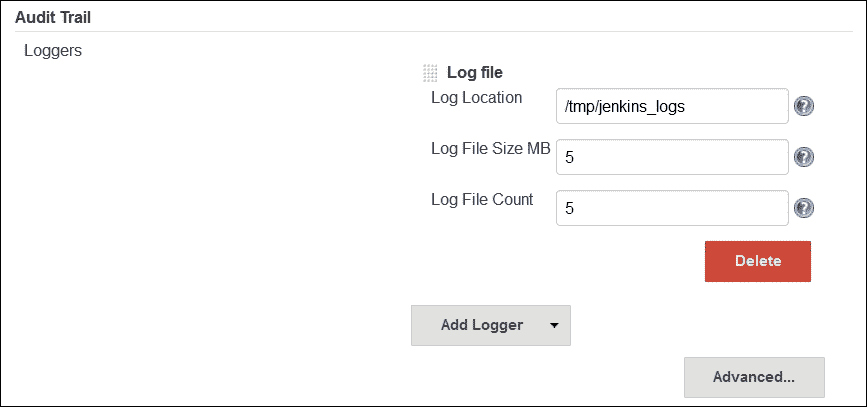 Audit Trail
Loggers
Log file
Log Location /tmp/jenkins_logs
Log File Size MB 5
Log File Count 5
Delete
Add Logger
Advanced...